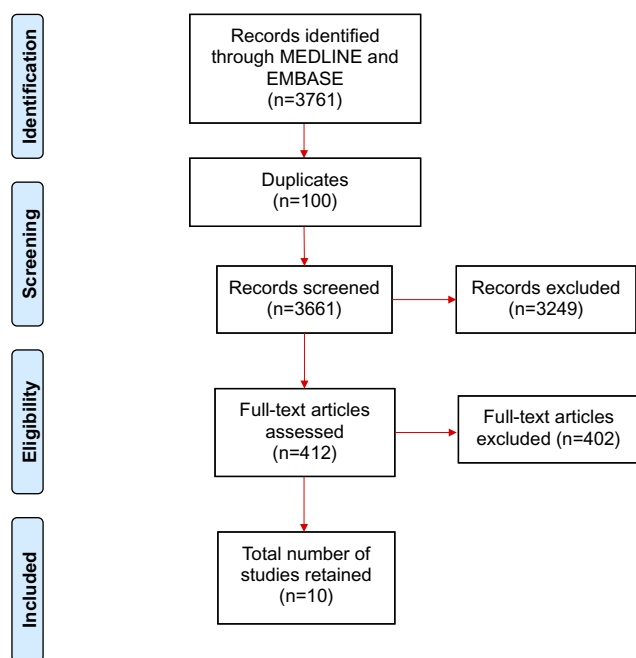 Identification
Records identified
through MEDLINE and
EMBASE
(n=3761)
Duplicates
(n=100)
Screening
Records screened
(n=3661)
Records excluded
(n=3249)
Eligibility
Full-text articles
assessed
(n=412)
Full-text articles
excluded (n=402)
Included
Total number of
studies retained
(n=10)